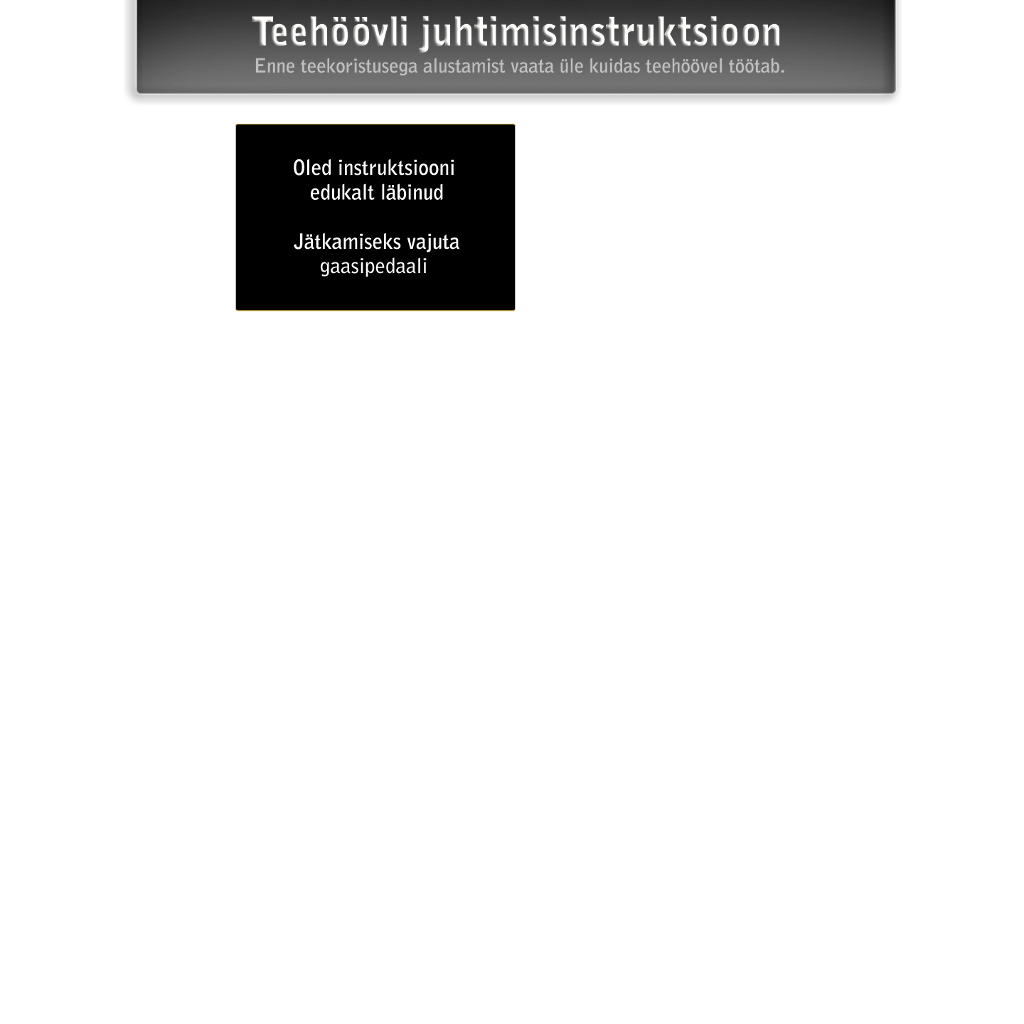 Teehöövli juhtimisinstruktsioon
Enne teekoristusega alustamist vaata üle kuidas teehöövel töötab.
Oled instruktsiooni
edukalt läbinud
Jätkamiseks vajuta
gaasipedaali